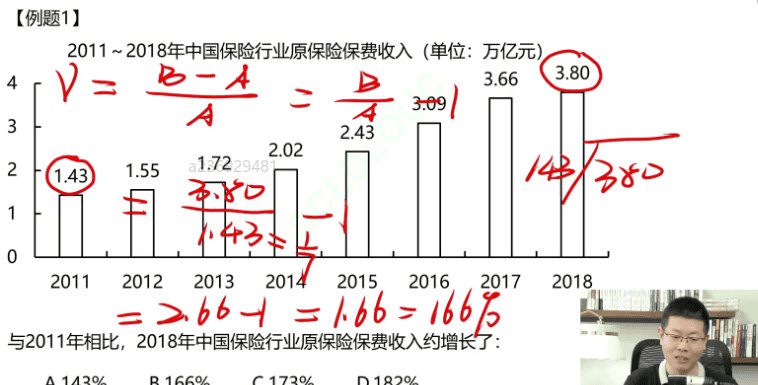 【例题1】
2011～2018年中国保险行业原保险保费收入（单位：万亿元）
r = B-A/A = B/A -1
4 3 2 1 0
1.43 1.55 1.72 2.02 2.43 3.09 3.66 3.80
= 3.80/1.43 -1
1.43 = 1/7
143/380
2011 2012 2013 2014 2015 2016 2017 2018
= 2.66-1 = 1.66 = 166%
与2011年相比，2018年中国保险行业原保险保费收入约增长了：
A.143% B.166% C.173% D.182%